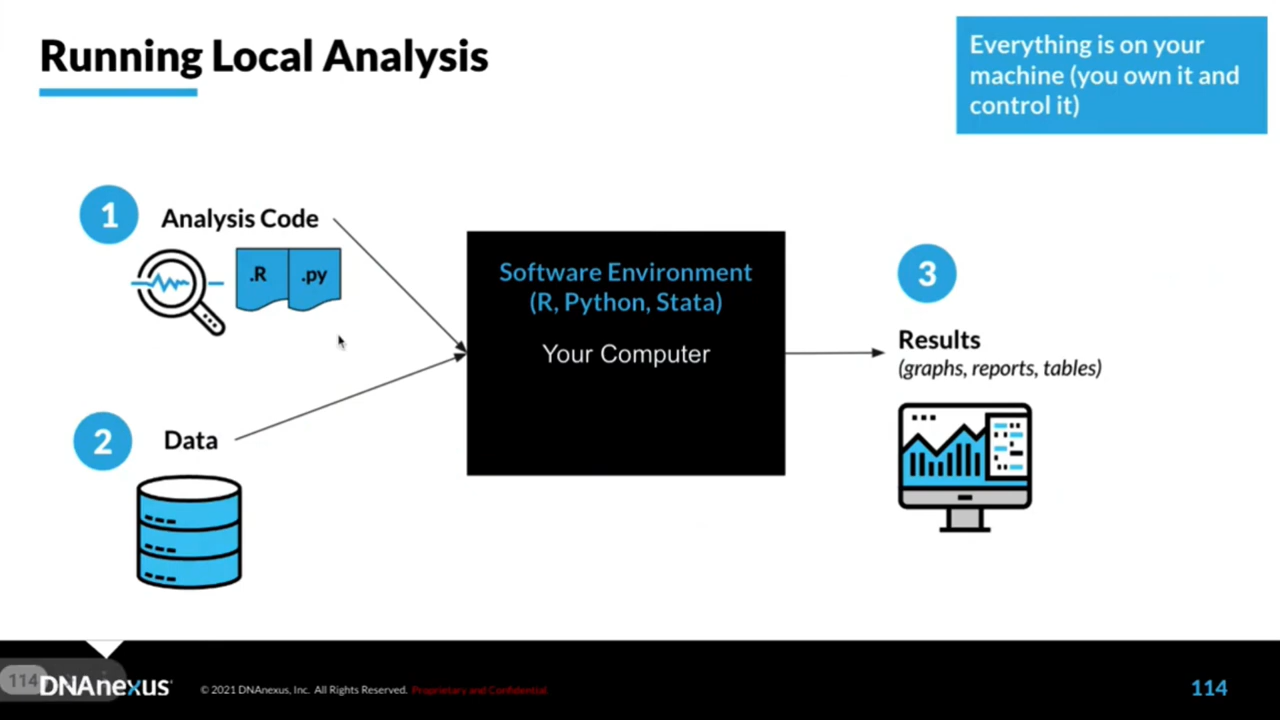 Running Local Analysis
Everything is on your
machine (you own it and
control it)
1
Analysis Code
.R
.py
2
Data
Software Environment
(R, Python, Stata)
Your Computer
3
Results
(graphs, reports, tables)
114
DNAnexus
© 2021 DNAnexus, Inc. All Rights Reserved. Proprietary and Confidential
114